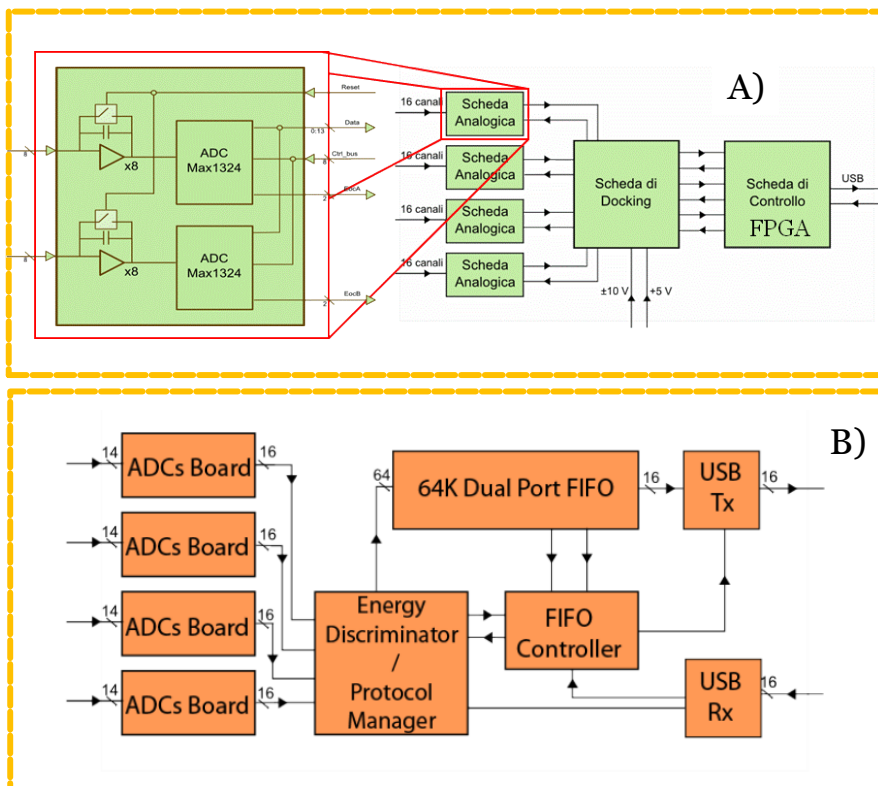 A)
Reset
Data
0:13
Ctrl_bus
8
EocA
2
EocB
2
8
x8
ADC
Max1324
8
x8
ADC
Max1324
16 canali
Scheda
Analogica
16 canali
Scheda
Analogica
16 canali
Scheda
Analogica
16 canali
Scheda
Analogica
Scheda di
Docking
Scheda di
Controllo
FPGA
USB
±10 V
+5 V
B)
14
ADCs Board
16
14
ADCs Board
16
14
ADCs Board
16
14
ADCs Board
16
Energy
Discriminator
/
Protocol
Manager
64
64K Dual Port FIFO
16
USB
Tx
16
FIFO
Controller
USB
Rx
16